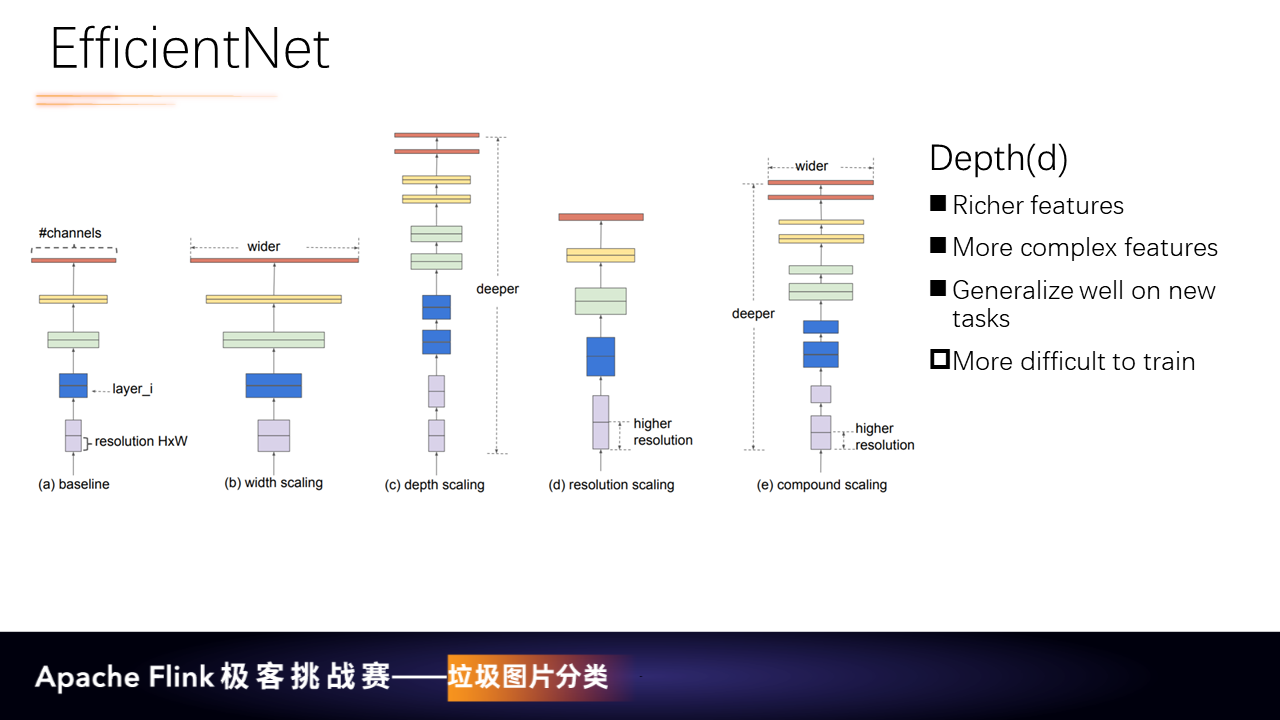 EfficientNet
#channels
layer_i
resolution HxW
(a) baseline
wider
(b) width scaling
deeper
(c) depth scaling
higher
resolution
(d) resolution scaling
wider
deeper
higher
resolution
(e) compound scaling
Depth(d)
Richer features
More complex features
Generalize well on new
tasks
More difficult to train
Apache Flink 极客挑战赛——垃圾图片分类